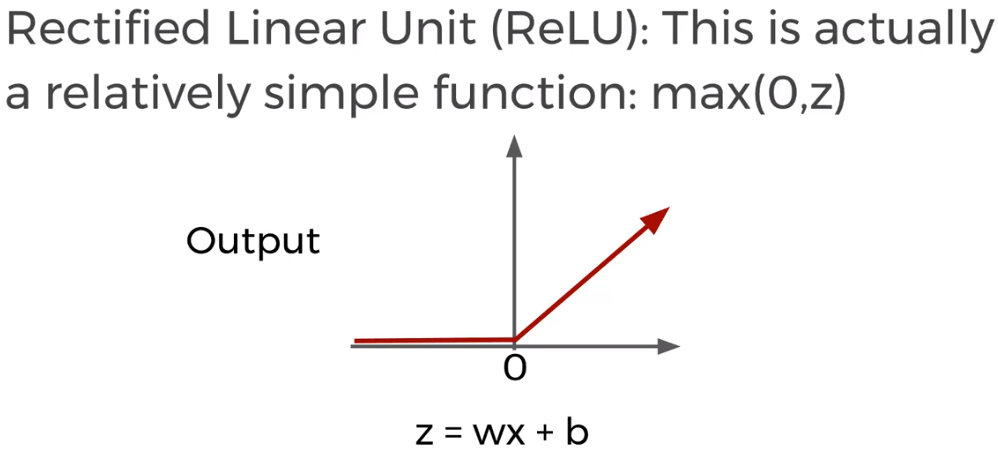 Rectified Linear Unit (ReLU): This is actually
a relatively simple function: max(0,z)
Output
0
z = wx + b